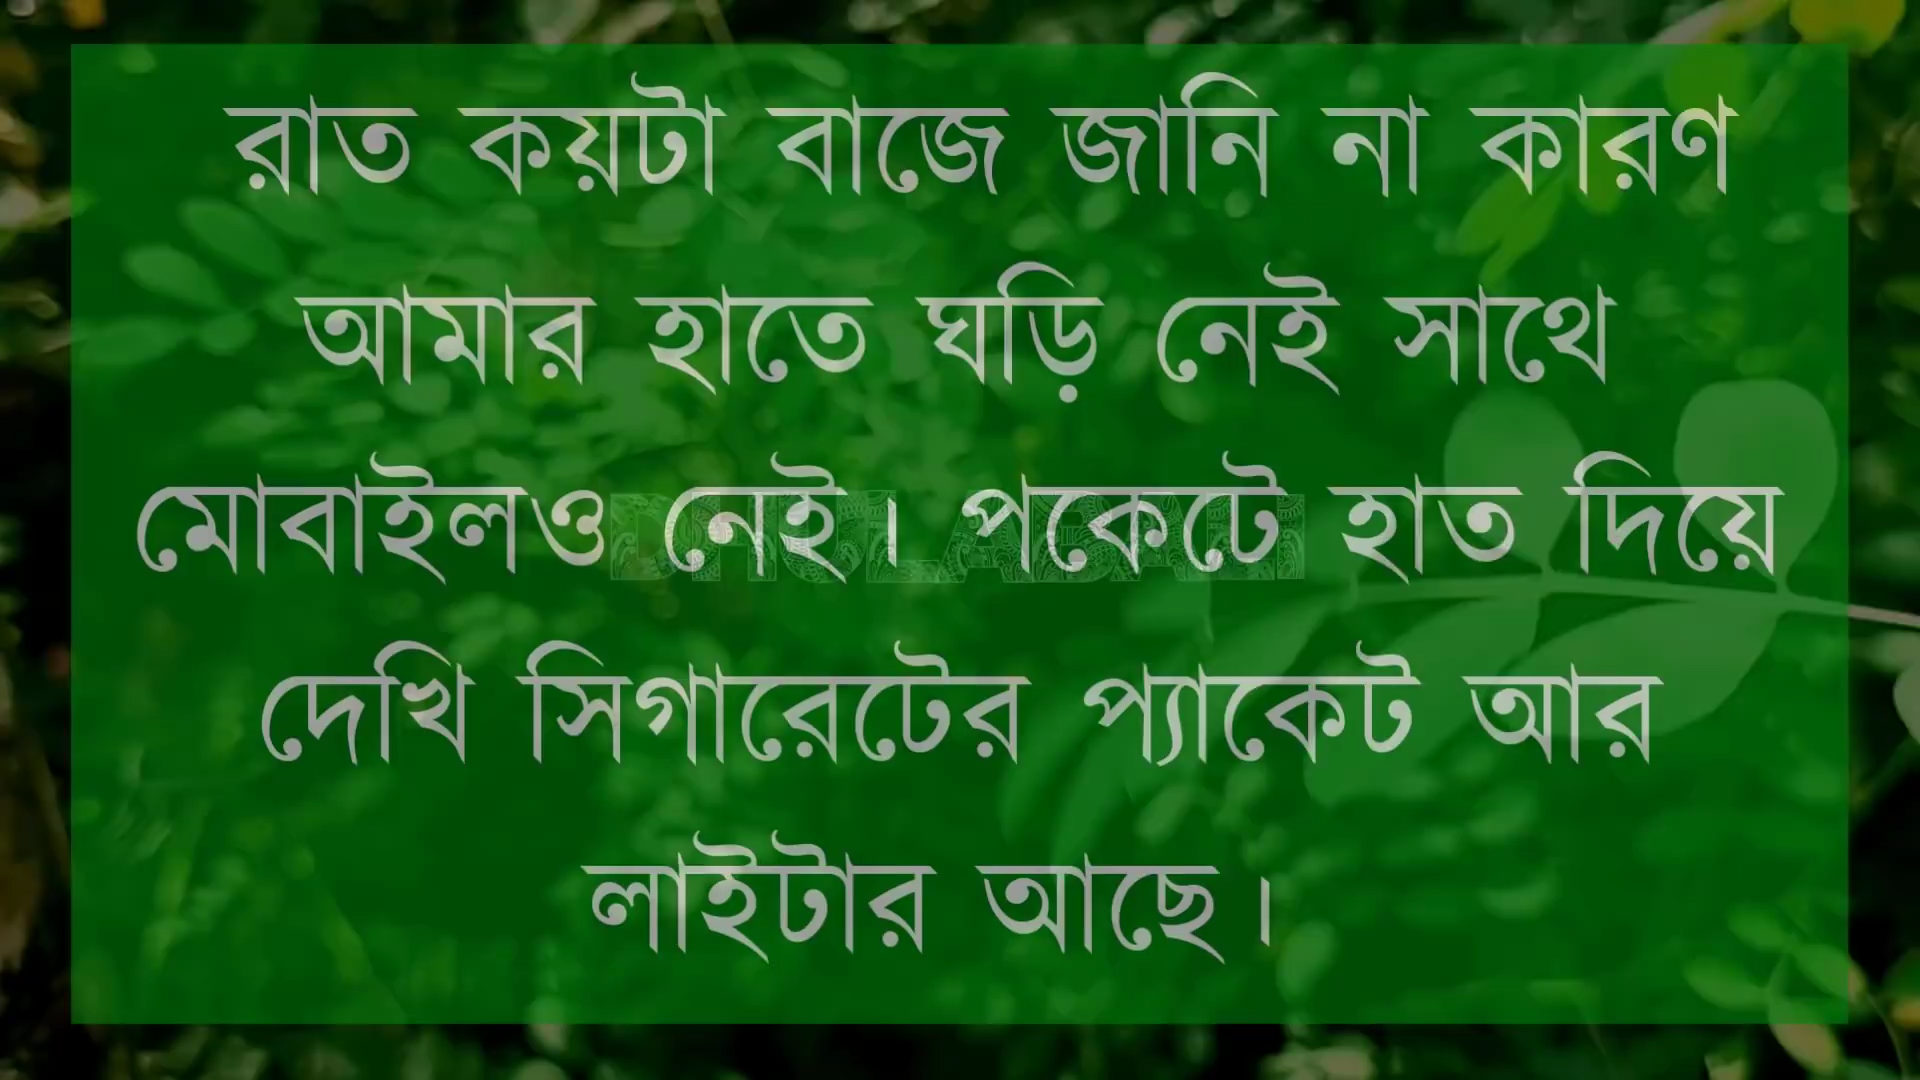 রাত কয়টা বাজে জানি না কারণ
আমার হাতে ঘড়ি নেই সাথে
মোবাইলও নেই। পকেটে হাত দিয়ে
দেখি সিগারেটের প্যাকেট আর
লাইটার আছে।